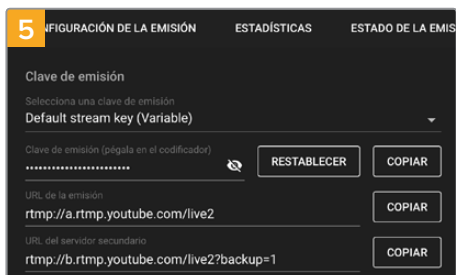 5
NFIGURACIÓN DE LA EMISIÓN ESTADÍSTICAS ESTADO DE LA EMIS
Clave de emisión
Selecciona una clave de emisión
Default stream key (Variable)
Clave de emisión (pégala en el codificador)
••••••••••••••••••••••• RESTABLECER COPIAR
URL de la emisión
rtmp://a.rtmp.youtube.com/live2 COPIAR
URL del servidor secundario
rtmp://b.rtmp.youtube.com/live2?backup=1 COPIAR